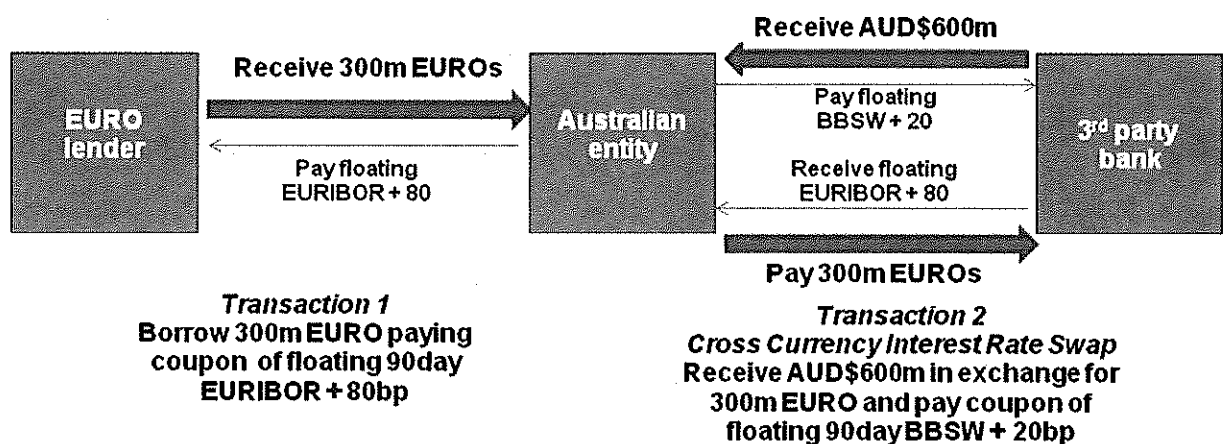 Receive AUD$600m
Receive 300m EUROs
EURO
lender
Pay floating
EURIBOR + 80
Australian
entity
Pay floating
BBSW + 20
Receive floating
EURIBOR + 80
3rd party
bank
Pay 300m EUROs
Transaction 1
Borrow 300m EURO paying
coupon of floating 90day
EURIBOR + 80bp
Transaction 2
Cross Currency Interest Rate Swap
Receive AUD$600m in exchange for
300m EURO and pay coupon of
floating 90day BBSW + 20bp